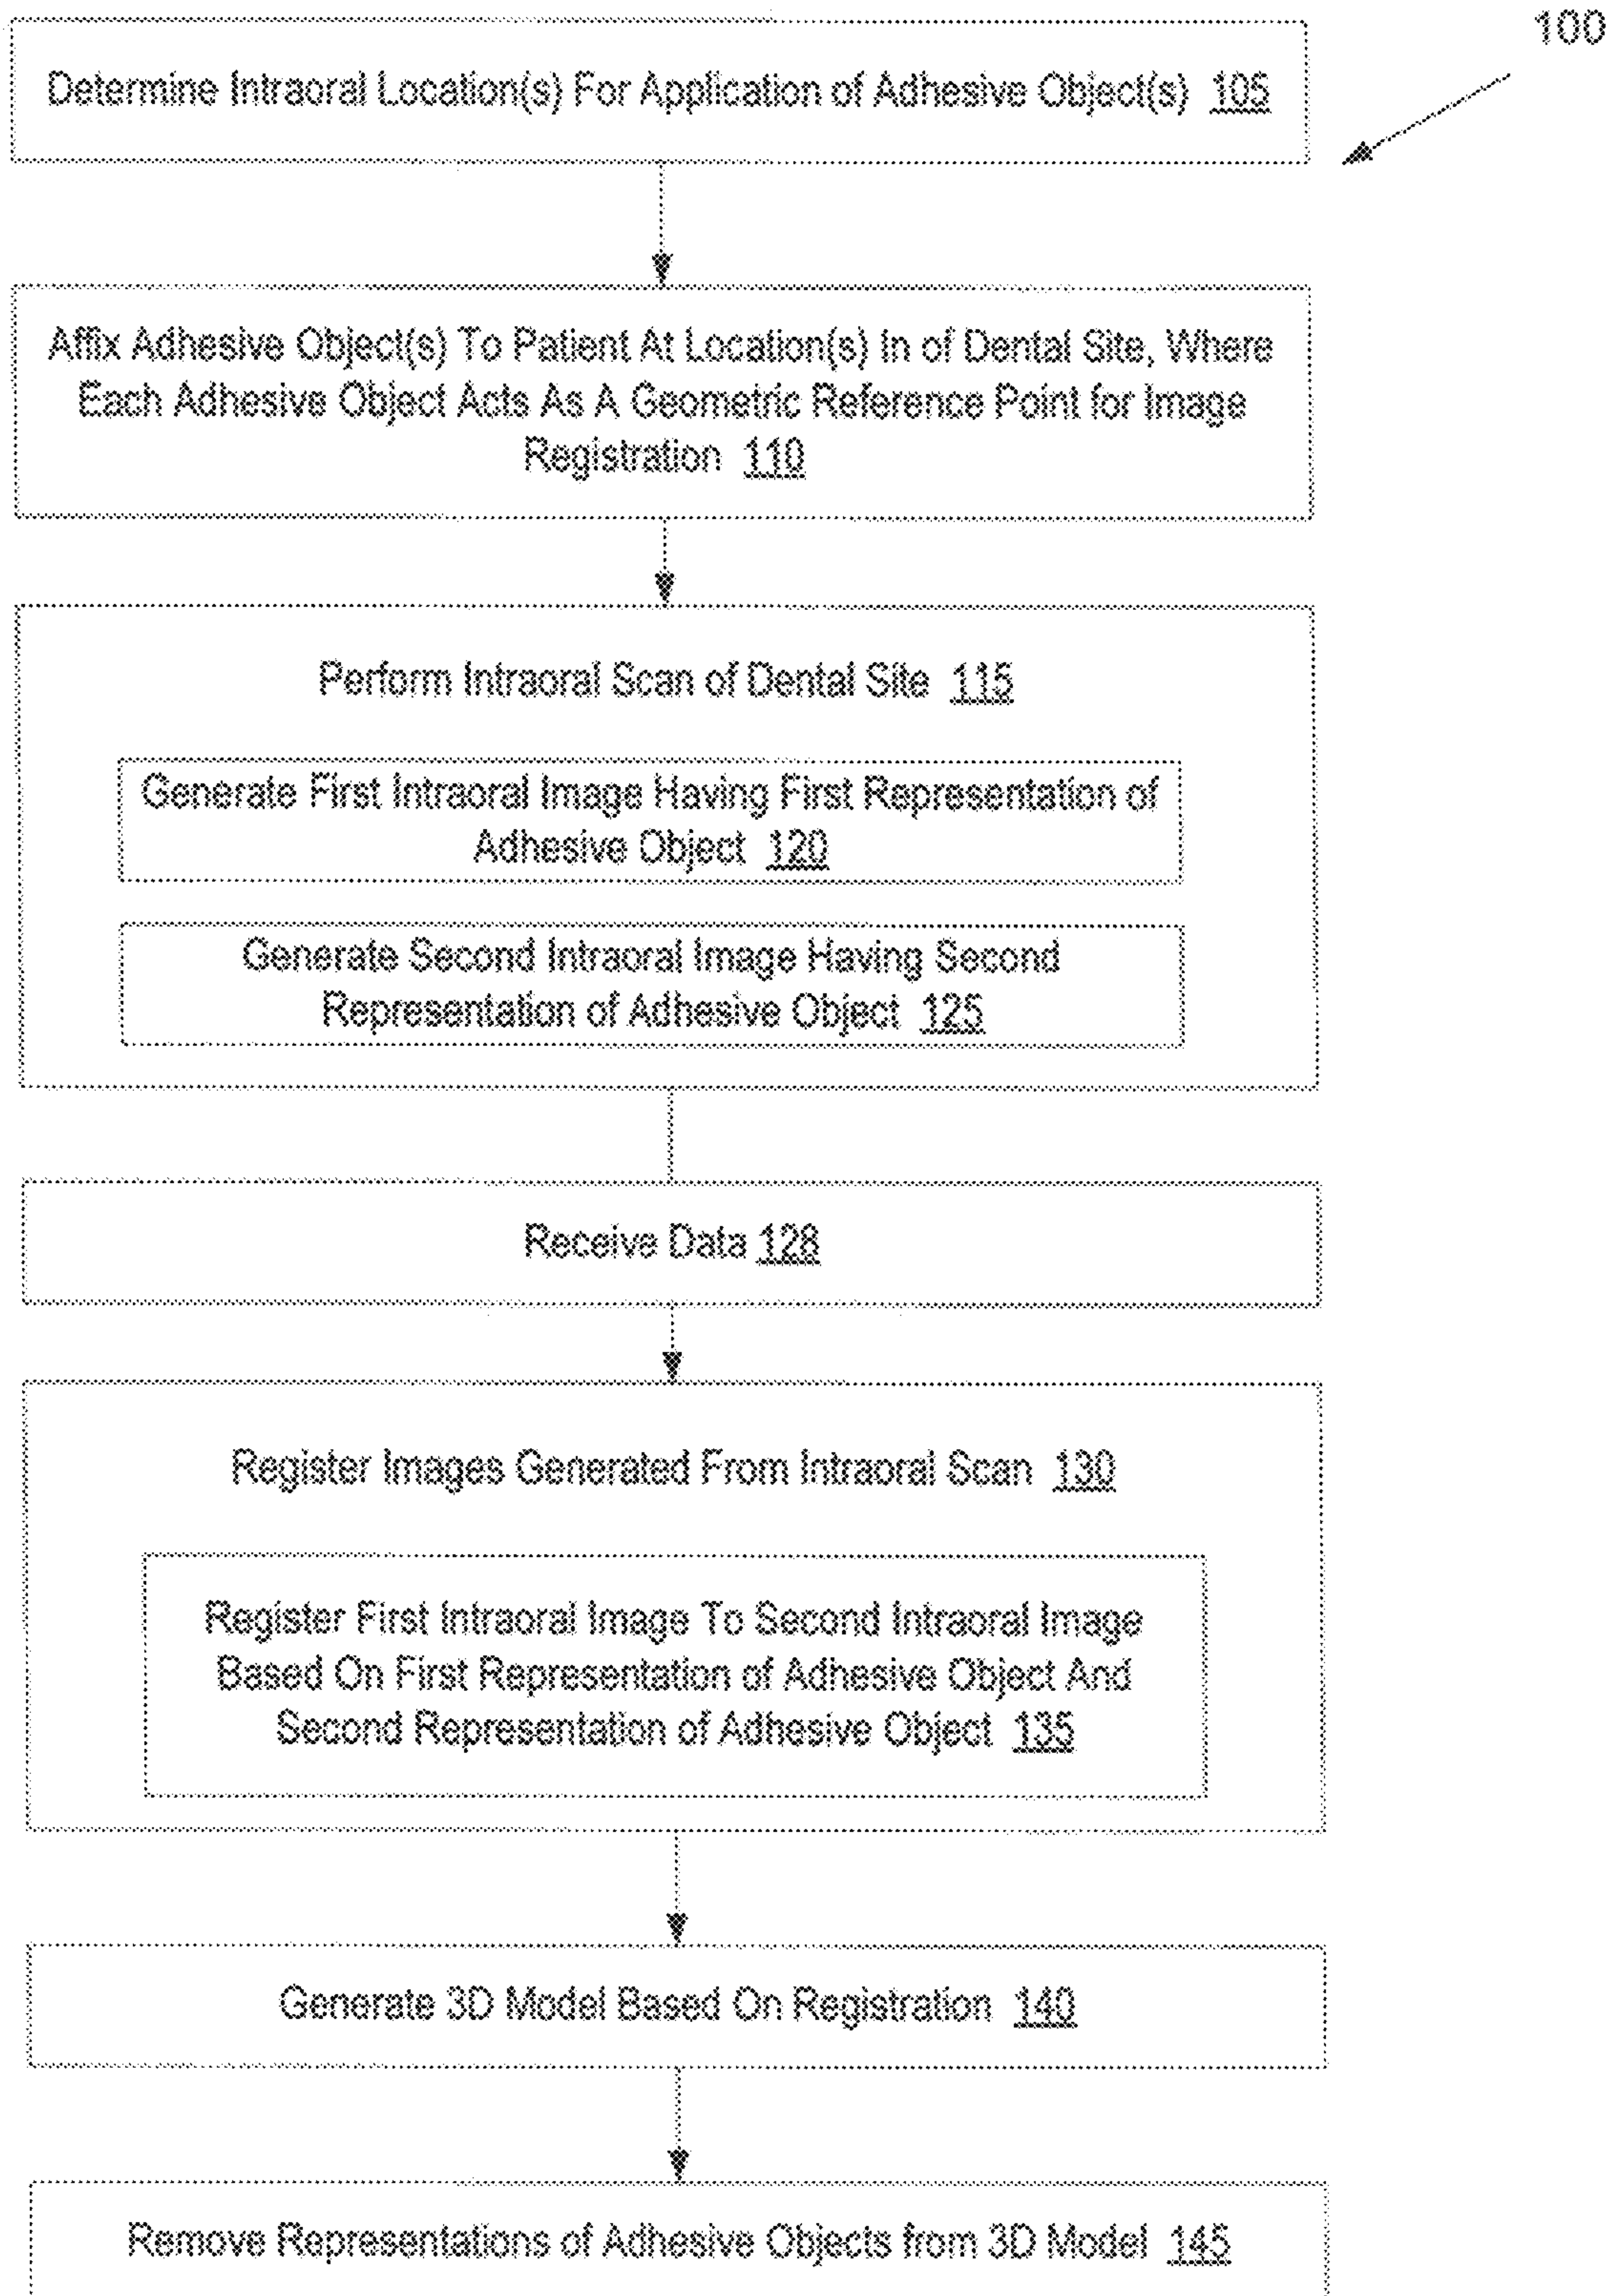 100
Determine Intraoral Location(s) For Application of Adhesive Object(s) 105
Affix Adhesive Object(s) To Patient At Location(s) In of Dental Site, Where
Each Adhesive Object Acts As A Geometric Reference Point for Image
Registration 110
Perform Intraoral Scan of Dental Site 115
Generate First Intraoral Image Having First Representation of
Adhesive Object 120
Generate Second Intraoral Image Having Second
Representation of Adhesive Object 125
Receive Data 128
Register Images Generated From Intraoral Scan 130
Register First Intraoral Image To Second Intraoral Image
Based On First Representation of Adhesive Object And
Second Representation of Adhesive Object 135
Generate 3D Model Based On Registration 140
Remove Representations of Adhesive Objects from 3D Model 145